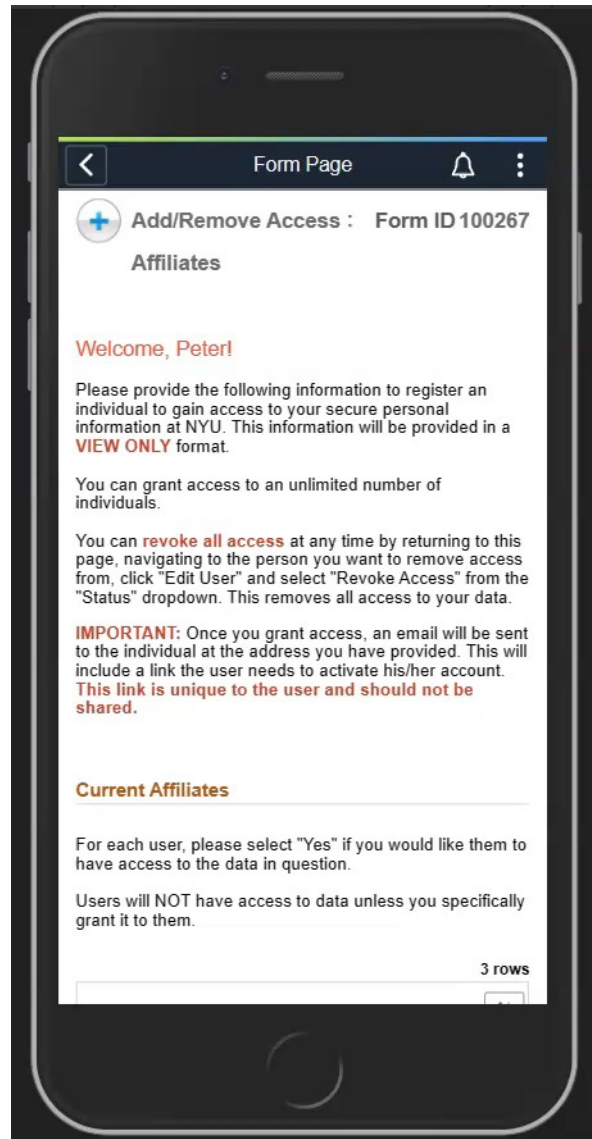 Form Page
Add/Remove Access : Form ID 100267
Affiliates
Welcome, Peter!
Please provide the following information to register an
individual to gain access to your secure personal
information at NYU. This information will be provided in a
VIEW ONLY format.
You can grant access to an unlimited number of
individuals.
You can revoke all access at any time by returning to this
page, navigating to the person you want to remove access
from, click "Edit User" and select "Revoke Access" from the
"Status" dropdown. This removes all access to your data.
IMPORTANT: Once you grant access, an email will be sent
to the individual at the address you have provided. This will
include a link the user needs to activate his/her account.
This link is unique to the user and should not be
shared.
Current Affiliates
For each user, please select "Yes" if you would like them to
have access to the data in question.
Users will NOT have access to data unless you specifically
grant it to them.
3 rows